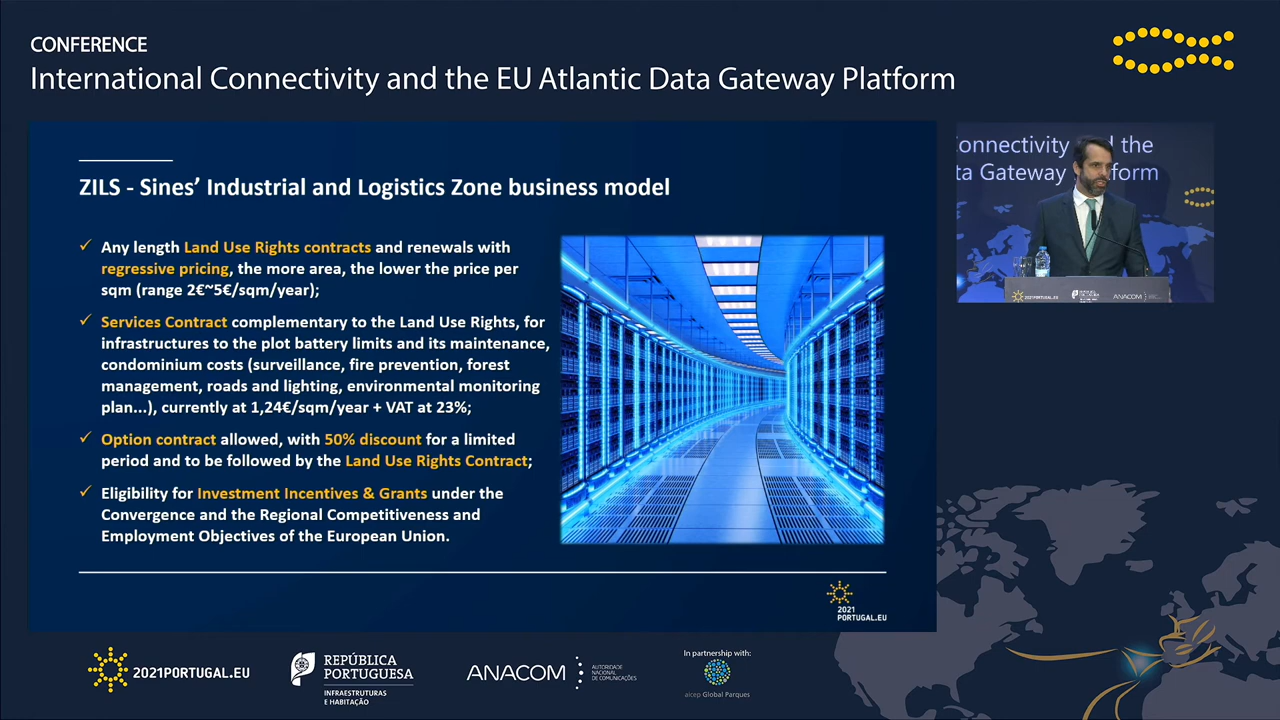 CONFERENCE
International Connectivity and the EU Atlantic Data Gateway Platform
ZILS - Sines’ Industrial and Logistics Zone business model
✓ Any length Land Use Rights contracts and renewals with
regressive pricing, the more area, the lower the price per
sqm (range 2€~5€/sqm/year);
✓ Services Contract complementary to the Land Use Rights, for
infrastructures to the plot battery limits and its maintenance,
condominium costs (surveillance, fire prevention, forest
management, roads and lighting, environmental monitoring
plan...), currently at 1,24€/sqm/year + VAT at 23%;
✓ Option contract allowed, with 50% discount for a limited
period and to be followed by the Land Use Rights Contract;
✓ Eligibility for Investment Incentives & Grants under the
Convergence and the Regional Competitiveness and
Employment Objectives of the European Union.
2021
PORTUGAL.EU
onnectivity the
ta Gateway form
2021PORTUGAL.EU
ANACOM
2021PORTUGAL.EU
REPÚBLICA
PORTUGUESA
INFRAESTRUTURAS
E HABITAÇÃO
ANACOM
AUTORIDADE
NACIONAL
DE COMUNICAÇÕES
In partnership with:
aicep Global Parques